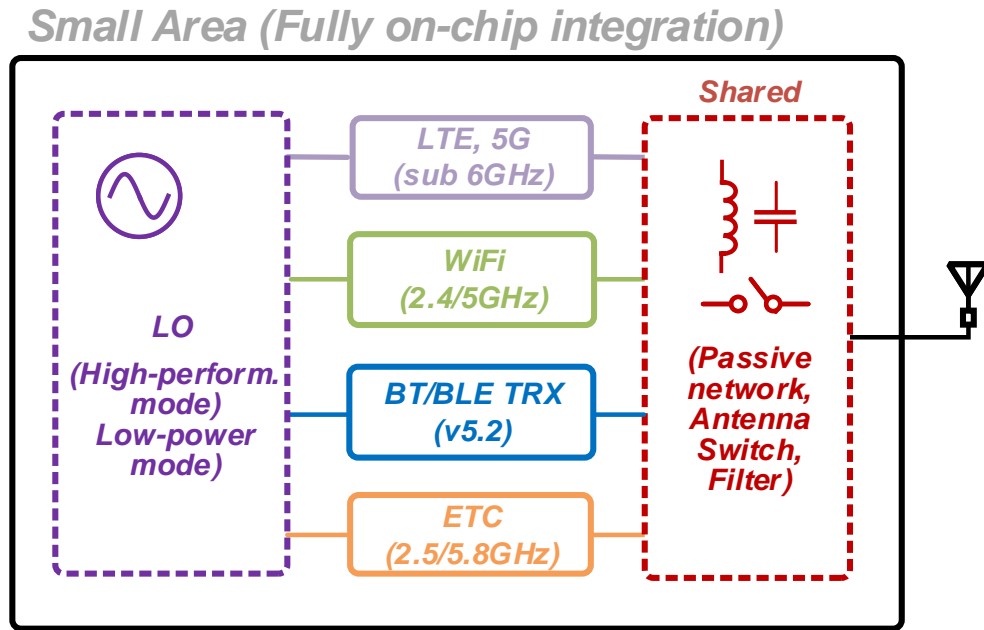 Small Area (Fully on-chip integration)
Shared
LTE, 5G
(sub 6GHz)
WiFi
(2.4/5GHz)
LO
(High-perform.
mode)
Low-power
mode)
BT/BLE TRX
(v5.2)
(Passive
network,
Antenna
Switch,
Filter)
ETC
(2.5/5.8GHz)